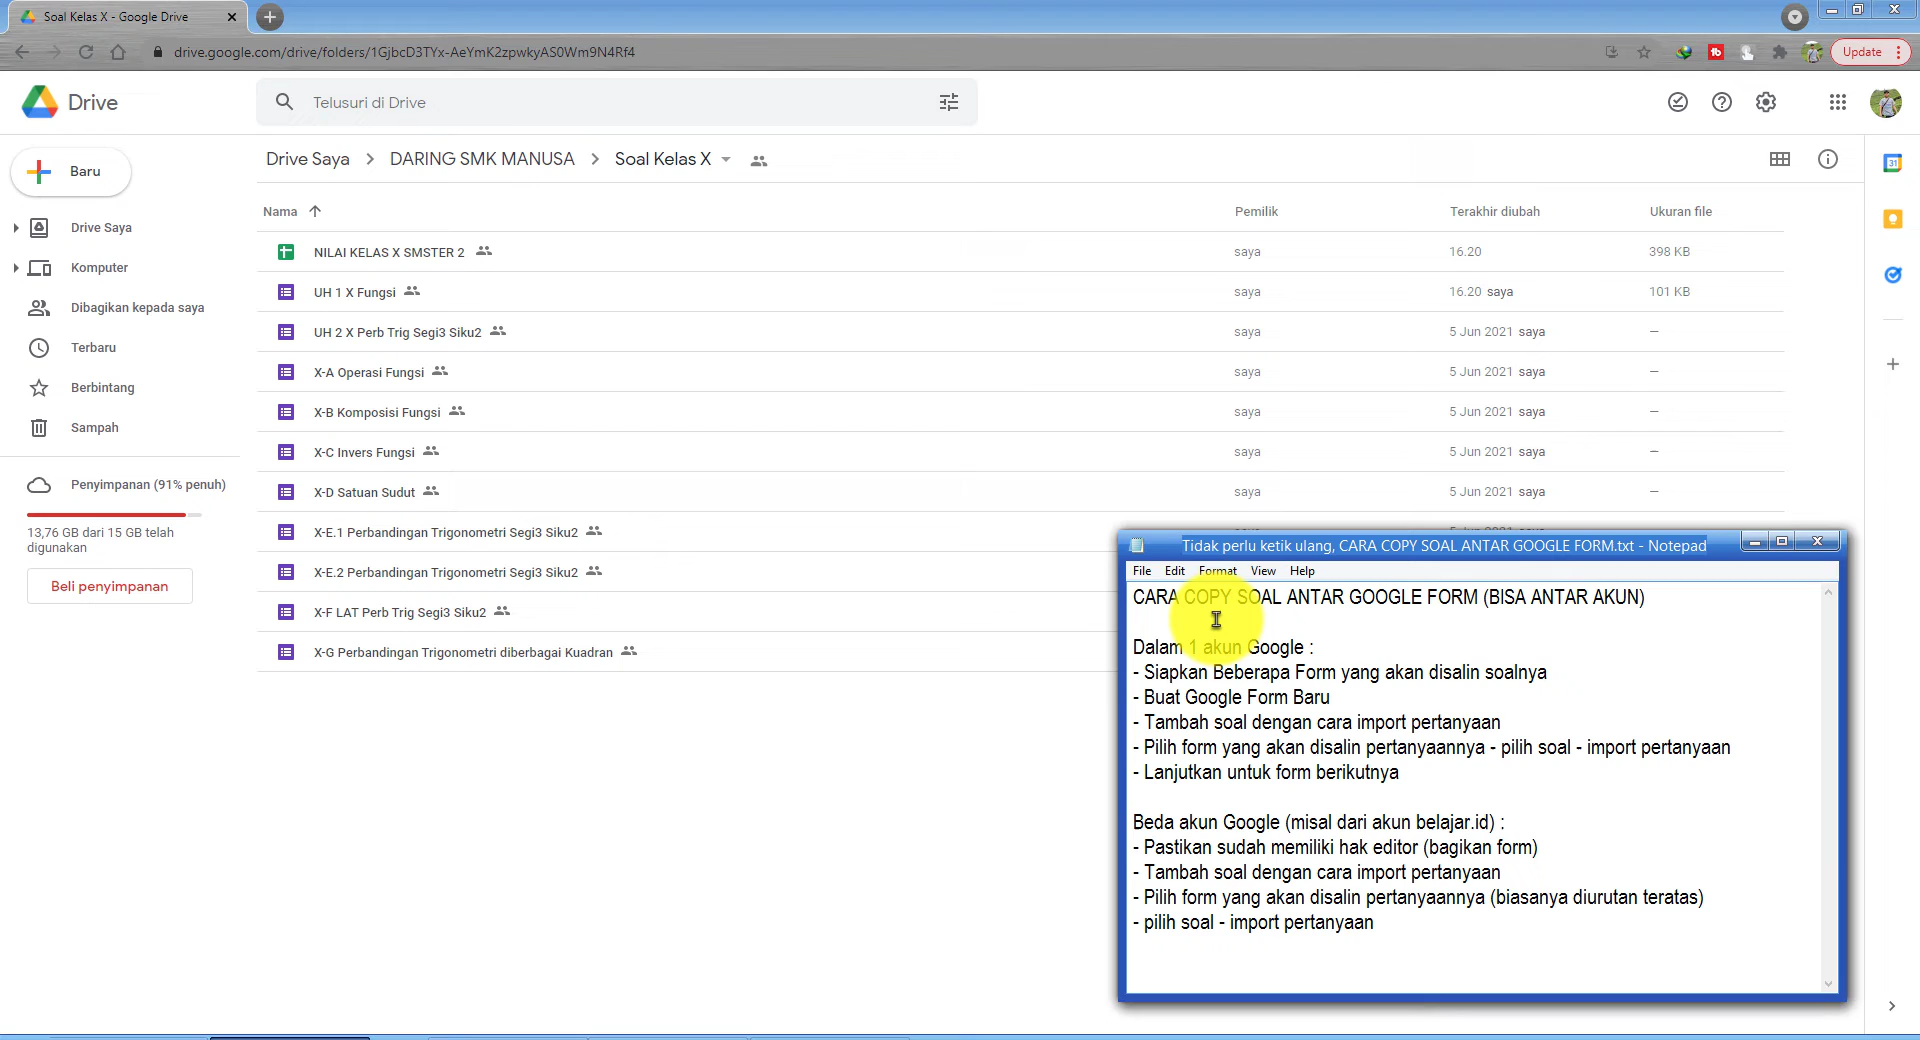 Soal Kelas X - Google Drive
drive.google.com/drive/folders/1GjbcD3TYx-AeYmK2zpwkyAS0Wm9N4Rf4
Update
Drive
Telusuri di Drive
Baru
Drive Saya
DARING SMK MANUSA
Soal Kelas X
Drive Saya
Komputer
Dibagikan kepada saya
Terbaru
Berbintang
Sampah
Penyimpanan (91% penuh)
13,76 GB dari 15 GB telah
digunakan
Beli penyimpanan
Nama Pemilik Terakhir diubah Ukuran file
NILAI KELAS X SMSTER 2 saya 16.20 398 KB
UH 1 X Fungsi saya 16.20 saya 101 KB
UH 2 X Perb Trig Segi3 Siku2 saya 5 Jun 2021 saya —
X-A Operasi Fungsi saya 5 Jun 2021 saya —
X-B Komposisi Fungsi saya 5 Jun 2021 saya —
X-C Invers Fungsi saya 5 Jun 2021 saya —
X-D Satuan Sudut saya 5 Jun 2021 saya —
X-E.1 Perbandingan Trigonometri Segi3 Siku2
X-E.2 Perbandingan Trigonometri Segi3 Siku2
X-F LAT Perb Trig Segi3 Siku2
X-G Perbandingan Trigonometri diberbagai Kuadran
31
Tidak perlu ketik ulang, CARA COPY SOAL ANTAR GOOGLE FORM.txt - Notepad
File Edit Format View Help
CARA COPY SOAL ANTAR GOOGLE FORM (BISA ANTAR AKUN)
Dalam 1 akun Google :
- Siapkan Beberapa Form yang akan disalin soalnya
- Buat Google Form Baru
- Tambah soal dengan cara import pertanyaan
- Pilih form yang akan disalin pertanyaannya - pilih soal - import pertanyaan
- Lanjutkan untuk form berikutnya
Beda akun Google (misal dari akun belajar.id) :
- Pastikan sudah memiliki hak editor (bagikan form)
- Tambah soal dengan cara import pertanyaan
- Pilih form yang akan disalin pertanyaannya (biasanya diurutan teratas)
- pilih soal - import pertanyaan